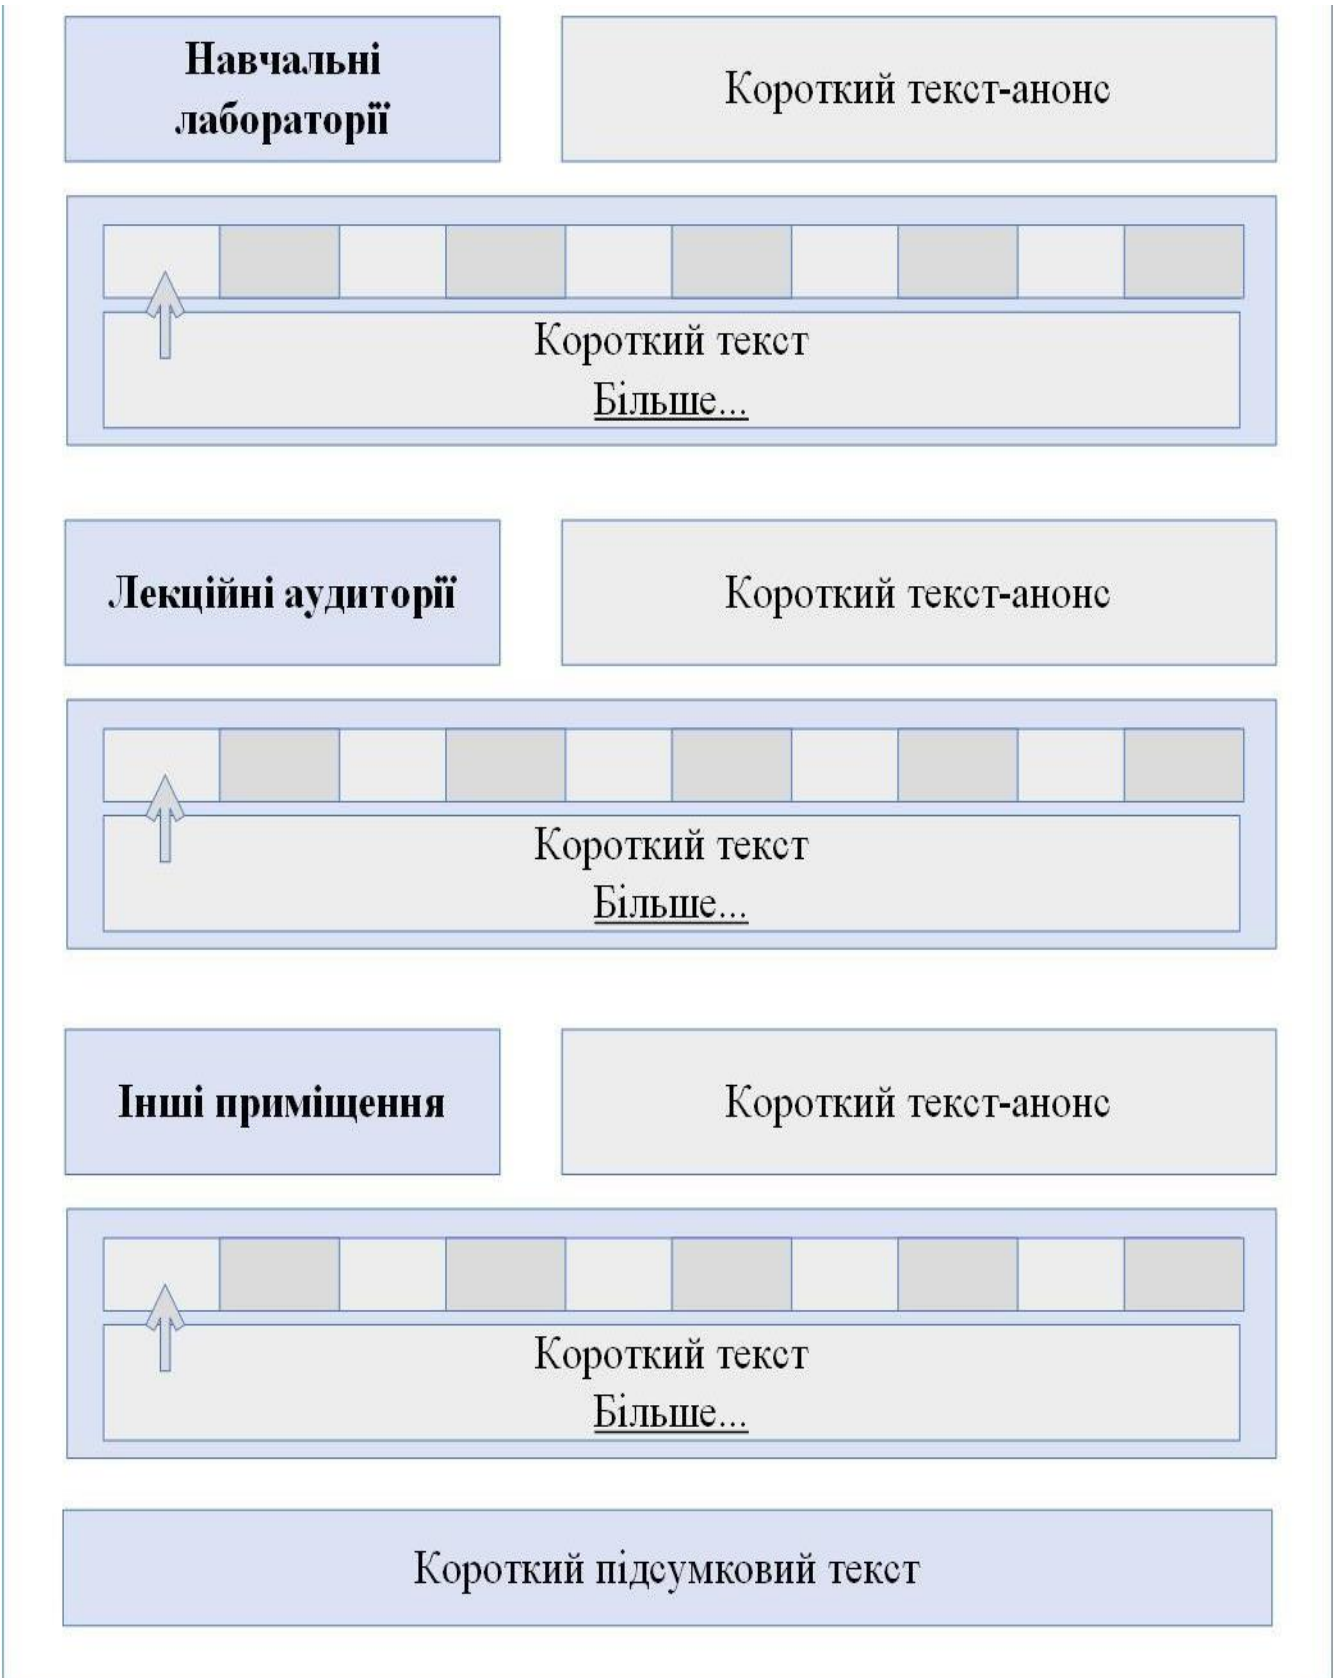 Навчальні
лабораторії
Короткий текст-анонс
Короткий текст
Більше...
Лекційні аудиторії
Короткий текст-анонс
Короткий текст
Більше...
Інші приміщення
Короткий текст-анонс
Короткий текст
Більше...
Короткий підсумковий текст